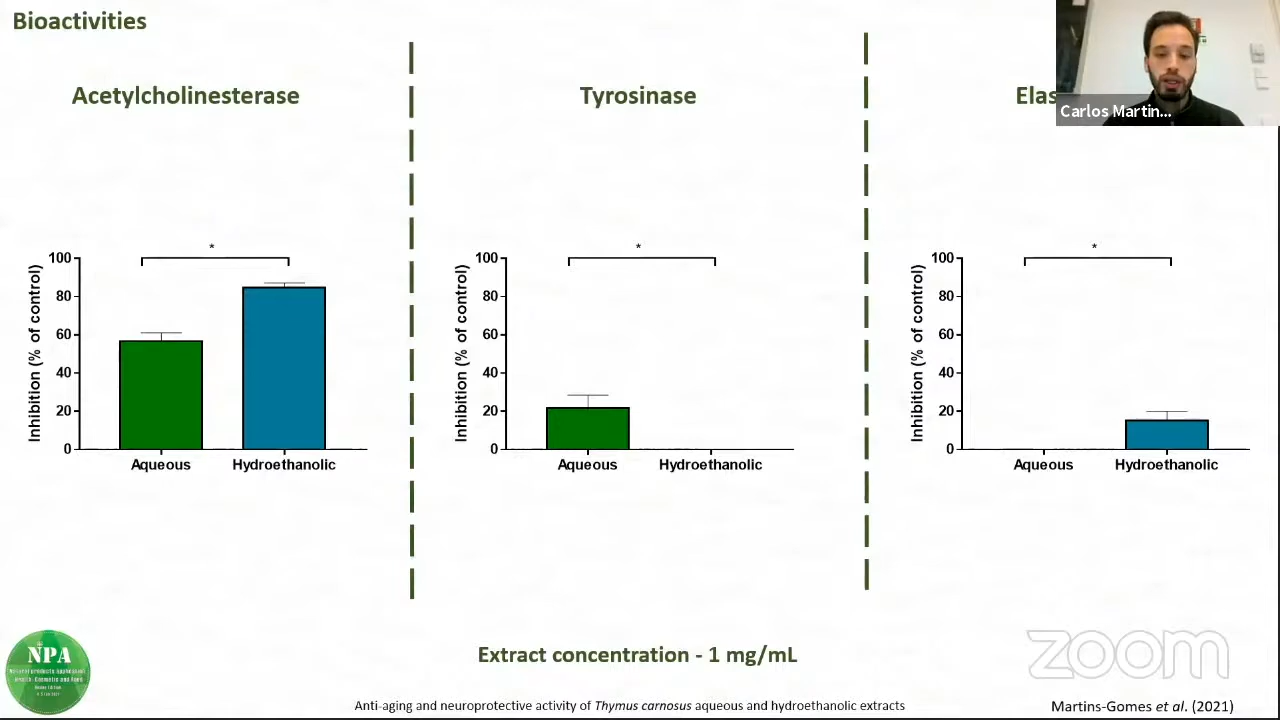 Bioactivities
Acetylcholinesterase
Tyrosinase
Elas
Carlos Martin...
*
100
80
60
40
20
0
Inhibition (% of control)
Aqueous
Hydroethanolic
*
100
80
60
40
20
0
Inhibition (% of control)
Aqueous
Hydroethanolic
*
100
80
60
40
20
0
Inhibition (% of control)
Aqueous
Hydroethanolic
NPA
Extract concentration - 1 mg/mL
zoom
Anti-aging and neuroprotective activity of Thymus carnosus aqueous and hydroethanolic extracts
Martins-Gomes et al. (2021)